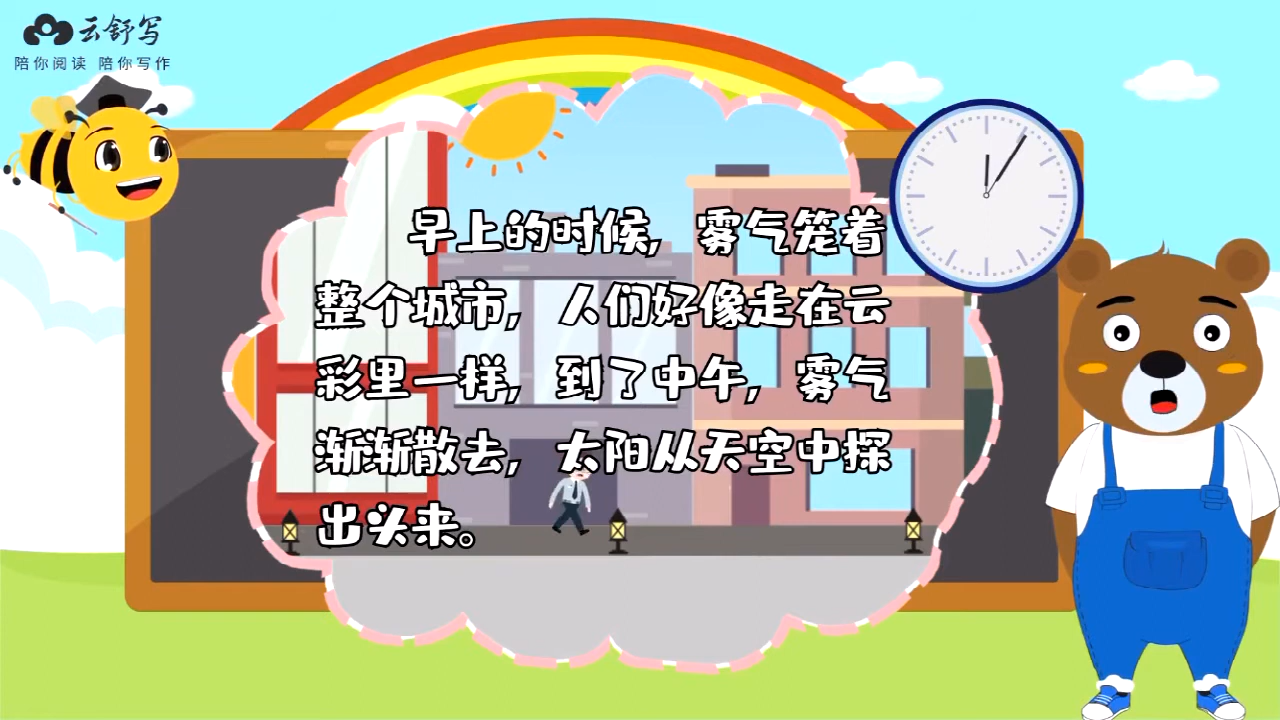 云舒写
陪你阅读 陪你写作
早上的时候，雾气笼着
整个城市，人们好像走在云
彩里一样，到了中午，雾气
渐渐散去，太阳从天空中探
出头来。